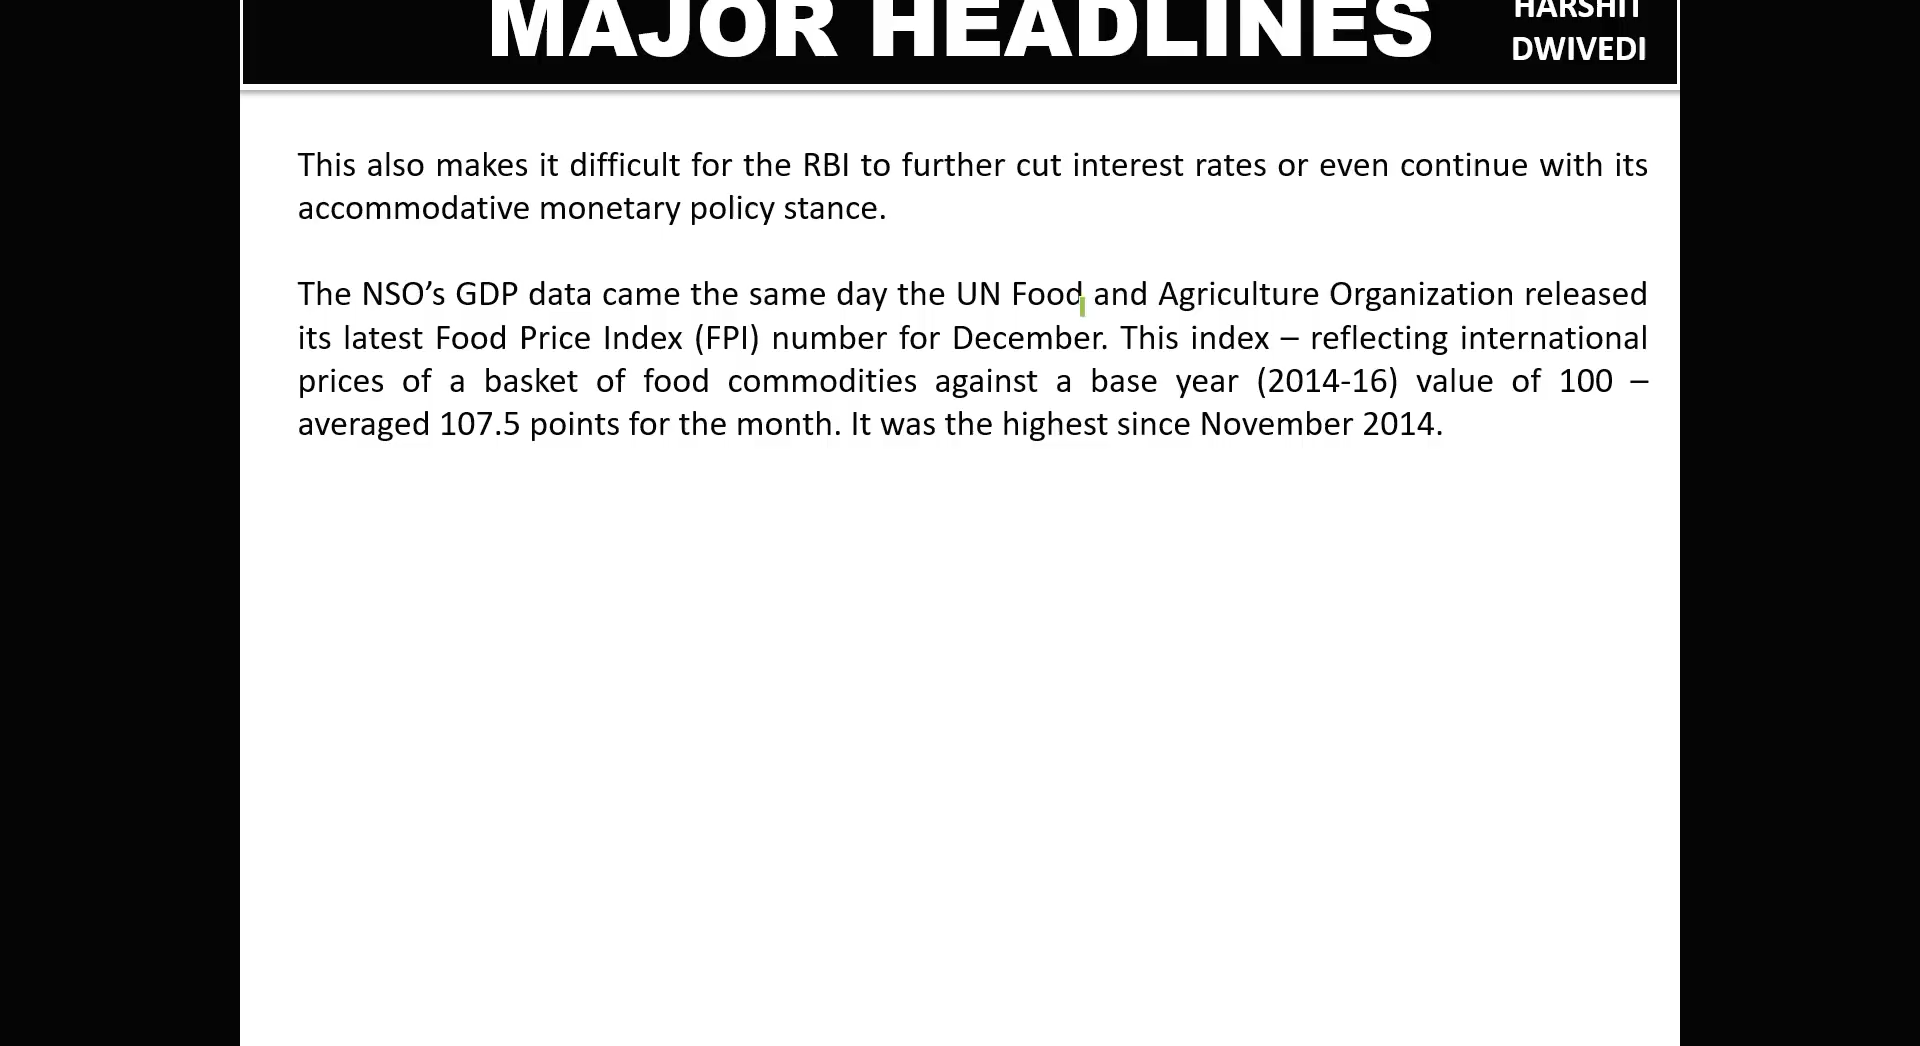 MAJOR HEADLINES
HARSHIT
DWIVEDI
This also makes it difficult for the RBI to further cut interest rates or even continue with its
accommodative monetary policy stance.
The NSO’s GDP data came the same day the UN Food and Agriculture Organization released
its latest Food Price Index (FPI) number for December. This index – reflecting international
prices of a basket of food commodities against a base year (2014-16) value of 100 –
averaged 107.5 points for the month. It was the highest since November 2014.